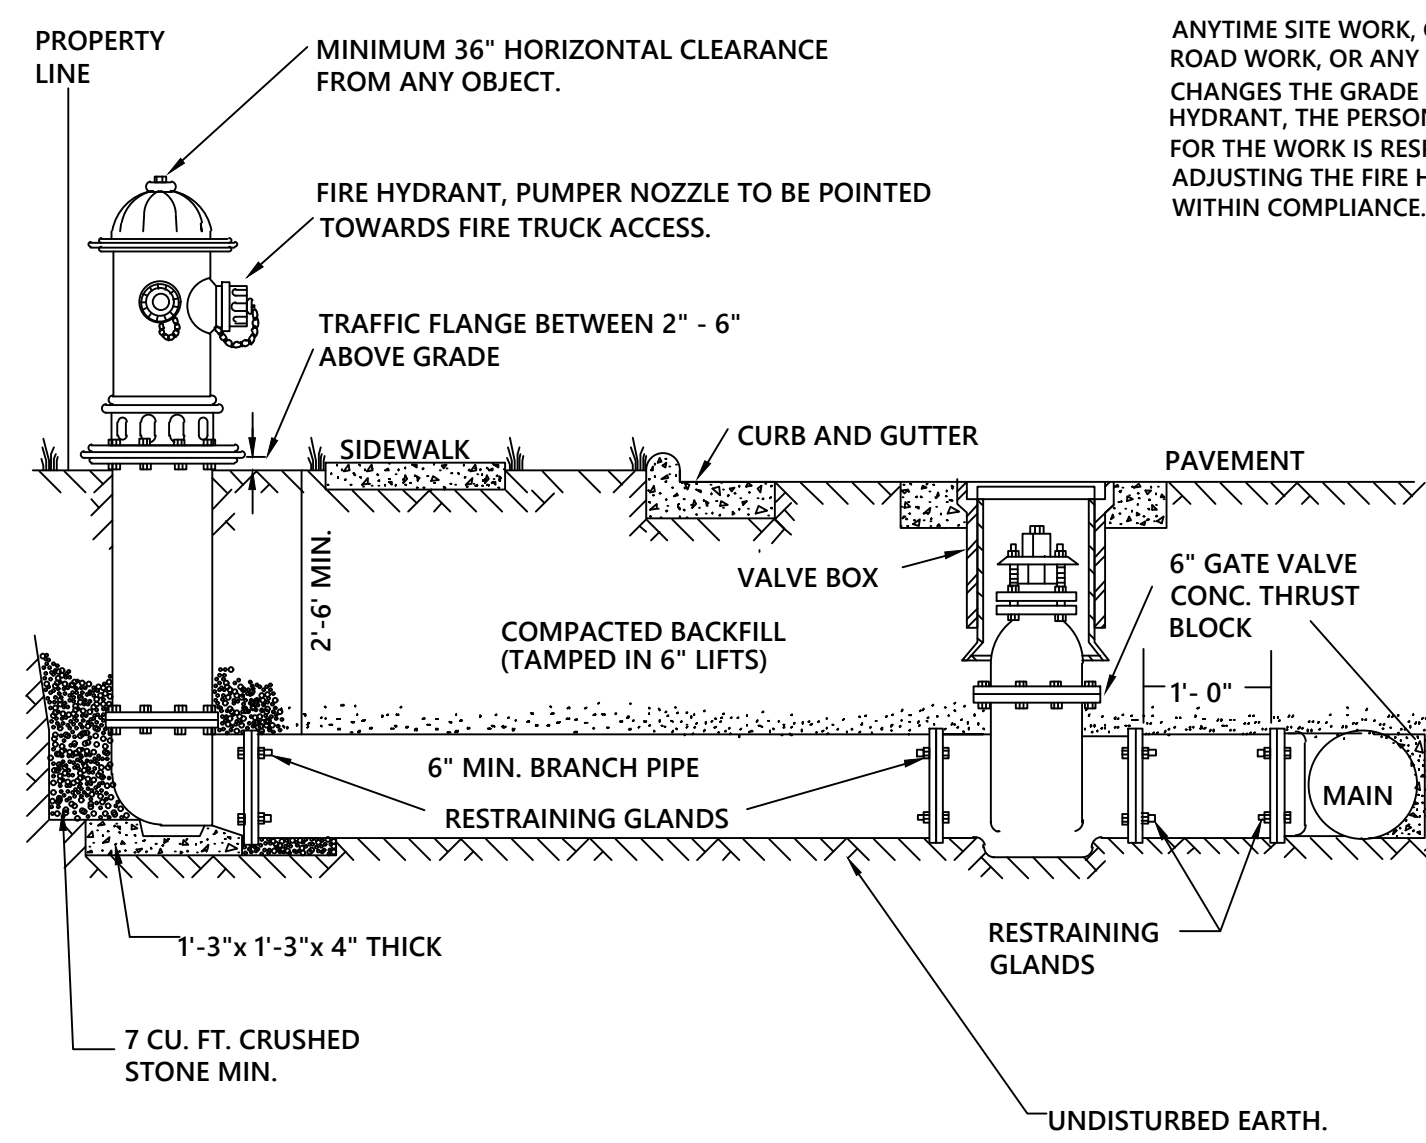 PROPERTY
LINE
MINIMUM 36" HORIZONTAL CLEARANCE
FROM ANY OBJECT.
ANYTIME SITE WORK,
ROAD WORK, OR ANY
CHANGES THE GRADE
HYDRANT, THE PERSON
FOR THE WORK IS
ADJUSTING THE FIRE
WITHIN COMPLIANCE.
FIRE HYDRANT, PUMPER NOZZLE TO BE POINTED
TOWARDS FIRE TRUCK ACCESS.
TRAFFIC FLANGE BETWEEN 2" - 6"
ABOVE GRADE
SIDEWALK
CURB AND GUTTER
PAVEMENT
2'-6' MIN.
VALVE BOX
6" GATE VALVE
CONC. THRUST
BLOCK
COMPACTED BACKFILL
(TAMPED IN 6" LIFTS)
1'- 0"
6" MIN. BRANCH PIPE
RESTRAINING GLANDS
MAIN
1'-3"x 1'-3"x 4" THICK
RESTRAINING
GLANDS
7 CU. FT. CRUSHED
STONE MIN.
UNDISTURBED EARTH.